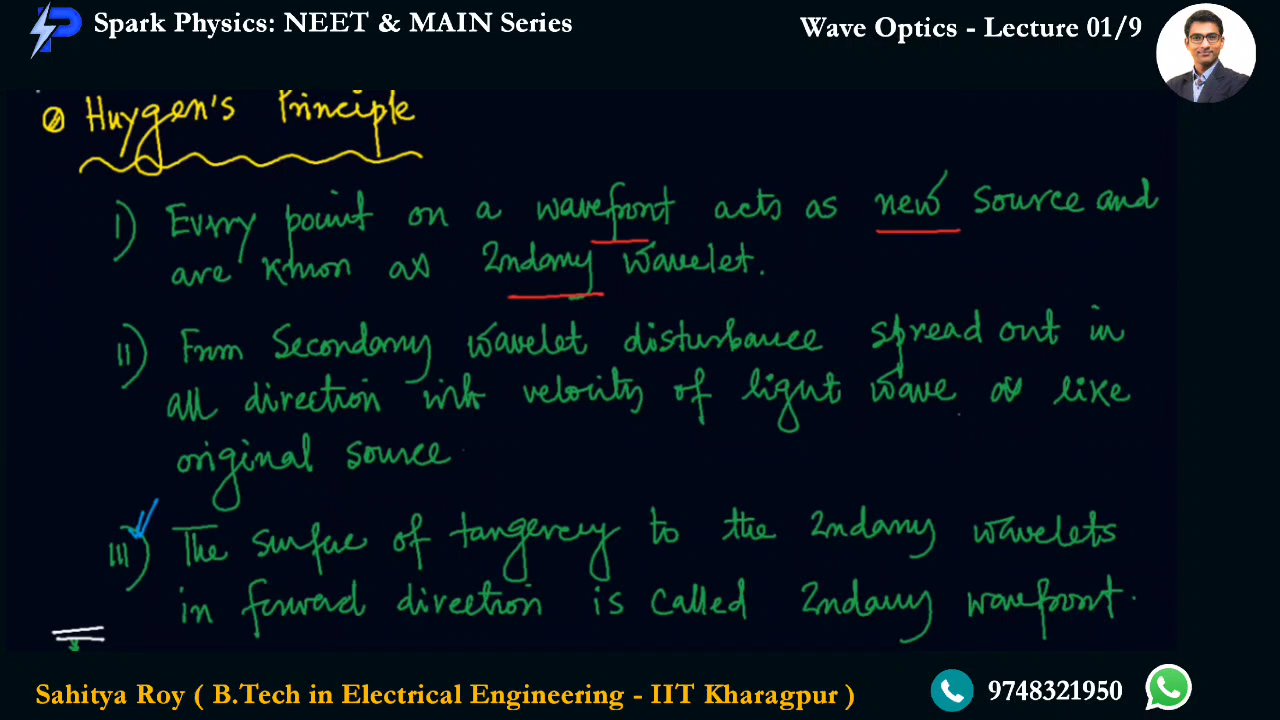 Spark Physics: NEET & MAIN Series
Wave Optics - Lecture 01/9
Huygen's Principle
I) Every point on a wavefront acts as new source and
are known as 2ndary wavelet.
II) From Secondary wavelet disturbance spread out in
all direction with velocity of light wave as like
original source
III) The surface of tangency to the 2ndary wavelets
in forward direction is called 2ndary wavefront.
Sahitya Roy ( B.Tech in Electrical Engineering - IIT Kharagpur )
9748321950